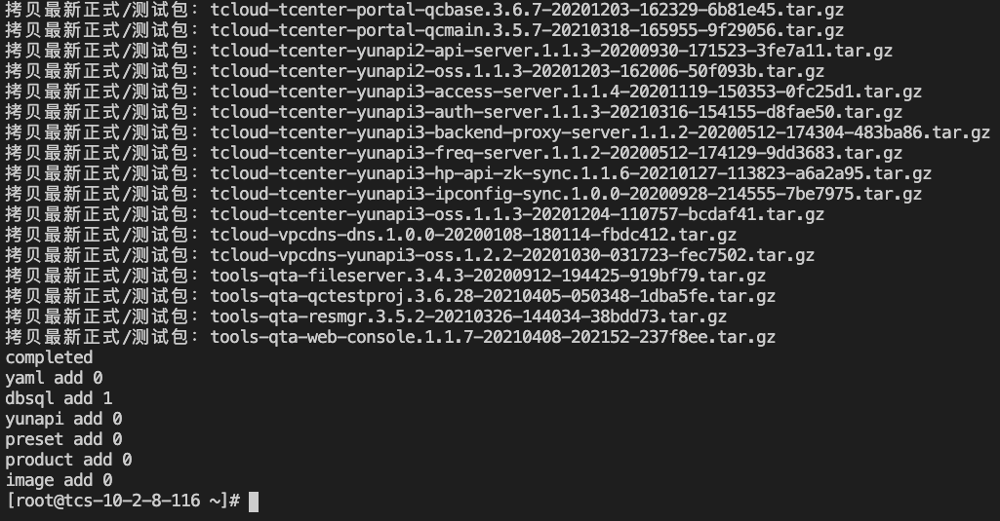 拷贝最新正式/测试包: tcloud-tcenter-portal-qcbase.3.6.7-20201203-162329-6b81e45.tar.gz
拷贝最新正式/测试包: tcloud-tcenter-portal-qcmain.3.5.7-20210318-165955-9f29056.tar.gz
拷贝最新正式/测试包: tcloud-tcenter-yunapi2-api-server.1.1.3-20200930-171523-3fe7a11.tar.gz
拷贝最新正式/测试包: tcloud-tcenter-yunapi2-oss.1.1.3-20201203-162006-50f093b.tar.gz
拷贝最新正式/测试包: tcloud-tcenter-yunapi3-access-server.1.1.4-20201119-150353-0fc25d1.tar.gz
拷贝最新正式/测试包: tcloud-tcenter-yunapi3-auth-server.1.1.3-20210316-154155-d8fae50.tar.gz
拷贝最新正式/测试包: tcloud-tcenter-yunapi3-backend-proxy-server.1.1.2-20200512-174304-483ba86.tar.gz
拷贝最新正式/测试包: tcloud-tcenter-yunapi3-freq-server.1.1.2-20200512-174129-9dd3683.tar.gz
拷贝最新正式/测试包: tcloud-tcenter-yunapi3-hp-api-zk-sync.1.1.6-20210127-113823-a6a2a95.tar.gz
拷贝最新正式/测试包: tcloud-tcenter-yunapi3-ipconfig-sync.1.0.0-20200928-214555-7be7975.tar.gz
拷贝最新正式/测试包: tcloud-tcenter-yunapi3-oss.1.1.3-20201204-110757-bcdaf41.tar.gz
拷贝最新正式/测试包: tcloud-vpcdns-dns.1.0.0-20200108-180114-fbdc412.tar.gz
拷贝最新正式/测试包: tcloud-vpcdns-yunapi3-oss.1.2.2-20201030-031723-fec7502.tar.gz
拷贝最新正式/测试包: tools-qta-fileserver.3.4.3-20200912-194425-919bf79.tar.gz
拷贝最新正式/测试包: tools-qta-qctestproj.3.6.28-20210405-050348-1dba5fe.tar.gz
拷贝最新正式/测试包: tools-qta-resmgr.3.5.2-20210326-144034-38bdd73.tar.gz
拷贝最新正式/测试包: tools-qta-web-console.1.1.7-20210408-202152-237f8ee.tar.gz
completed
yaml add 0
dbsql add 1
yunapi add 0
preset add 0
product add 0
image add 0
[root@tcs-10-2-8-116 ~]#